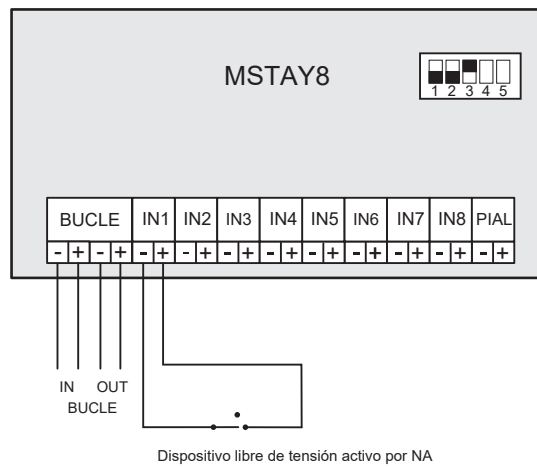 MSTAY8
1 2 3 4 5
BUCLE IN1 IN2 IN3 IN4 IN5 IN6 IN7 IN8 PIAL
- + - + - + - + - + - + - + - + - + - + - +
IN OUT
BUCLE
Dispositivo libre de tensión activo por NA